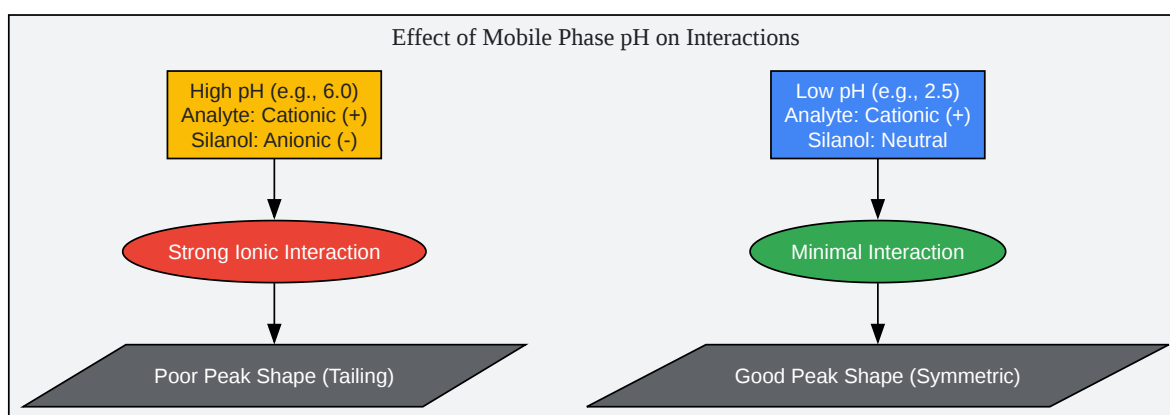 Effect of Mobile Phase pH on Interactions
High pH (e.g., 6.0)
Analyte: Cationic (+)
Silanol: Anionic (-)
Low pH (e.g., 2.5)
Analyte: Cationic (+)
Silanol: Neutral
Strong Ionic Interaction
Minimal Interaction
Poor Peak Shape (Tailing)
Good Peak Shape (Symmetric)